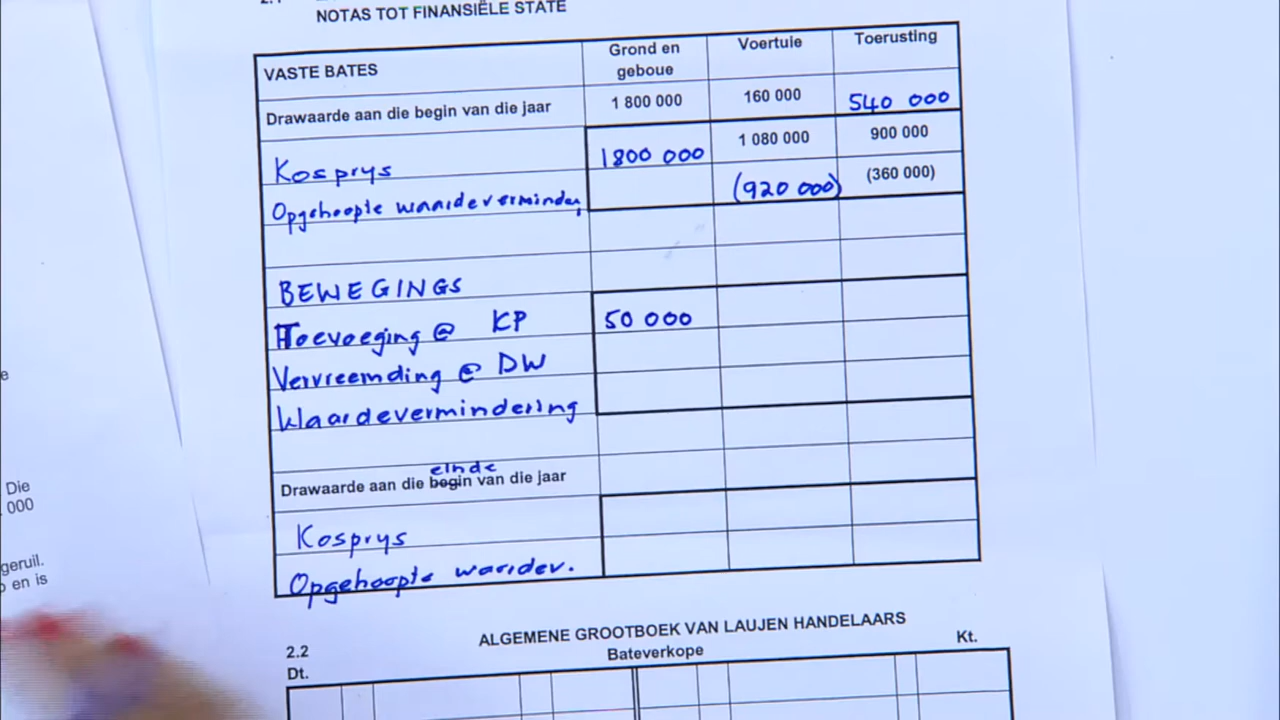 NOTAS TOT FINANSIËLE STATE
VASTE BATES Grond en geboue Voertuie Toerusting
Drawaarde aan die begin van die jaar 1 800 000 160 000 540 000
Kosprys 1800 000 1 080 000 900 000
Opgehoopte waardeverminder (920 000) (360 000)
BEWEGINGS
Toevoeging @ KP 50 000
Vervreemding @ DW
Waardevermindering
einde
Drawaarde aan die begin van die jaar
Kosprys
Opgehoopte waardev.
Die
000
geruil.
en is
2.2 ALGEMENE GROOTBOEK VAN LAUJEN HANDELAARS
Dt. Bateverkope Kt.